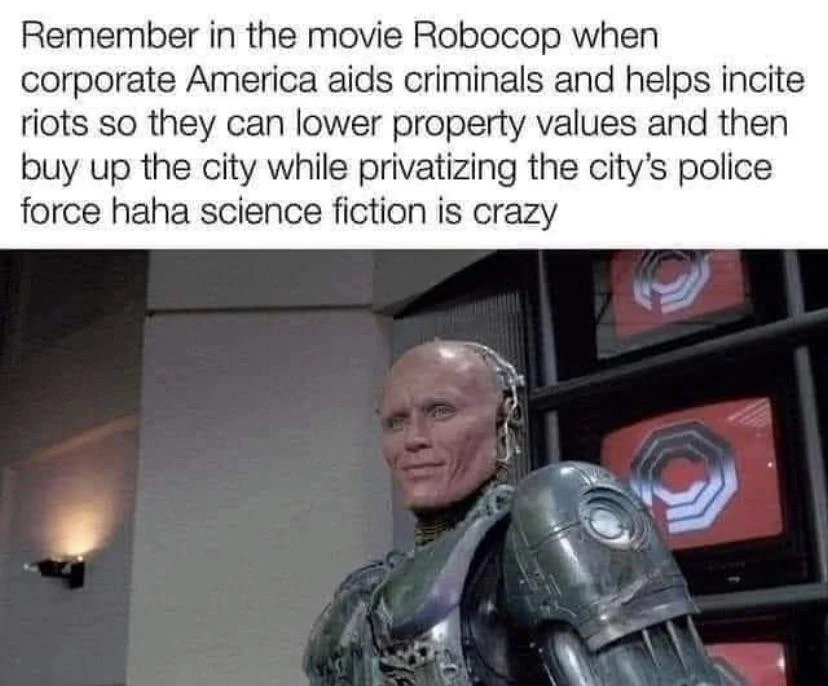 Remember in the movie Robocop when
corporate America aids criminals and helps incite
riots so they can lower property values and then
buy up the city while privatizing the city's police
force haha science fiction is crazy